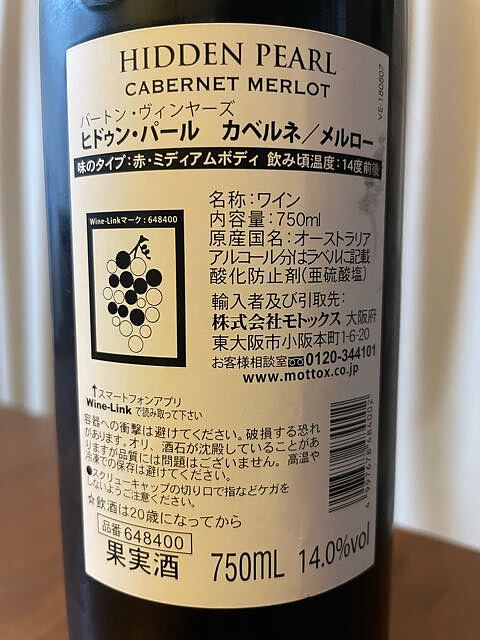 HIDDEN PEARL
CABERNET MERLOT
バートン・ヴィンヤーズ
ヒドゥン・パール カベルネ／メルロー
味のタイプ：赤・ミディアムボディ 飲み頃温度：14度前後
VE-180607
Wine-Linkマーク：648400
↑スマートフォンアプリ
Wine-Link で読み取って下さい
名称：ワイン
内容量：750ml
原産国名：オーストラリア
アルコール分はラベルに記載
酸化防止剤（亜硫酸塩）
輸入者及び引取先：
株式会社モトックス 大阪府
東大阪市小阪本町1-6-20
お客様相談室 0120-344101
www.mottox.co.jp
容器への衝撃は避けてください。破損する恐れ
があります。オリ、酒石が沈殿していることがあ
りますが品質には問題はございません。高温や
冷凍での保存は避けてください。
●スクリューキャップの切り口で指などケガを
しないようご注意ください。
☆飲酒は20歳になってから
品番 648400
果実酒 750mL 14.0%vol
4 997678 484002